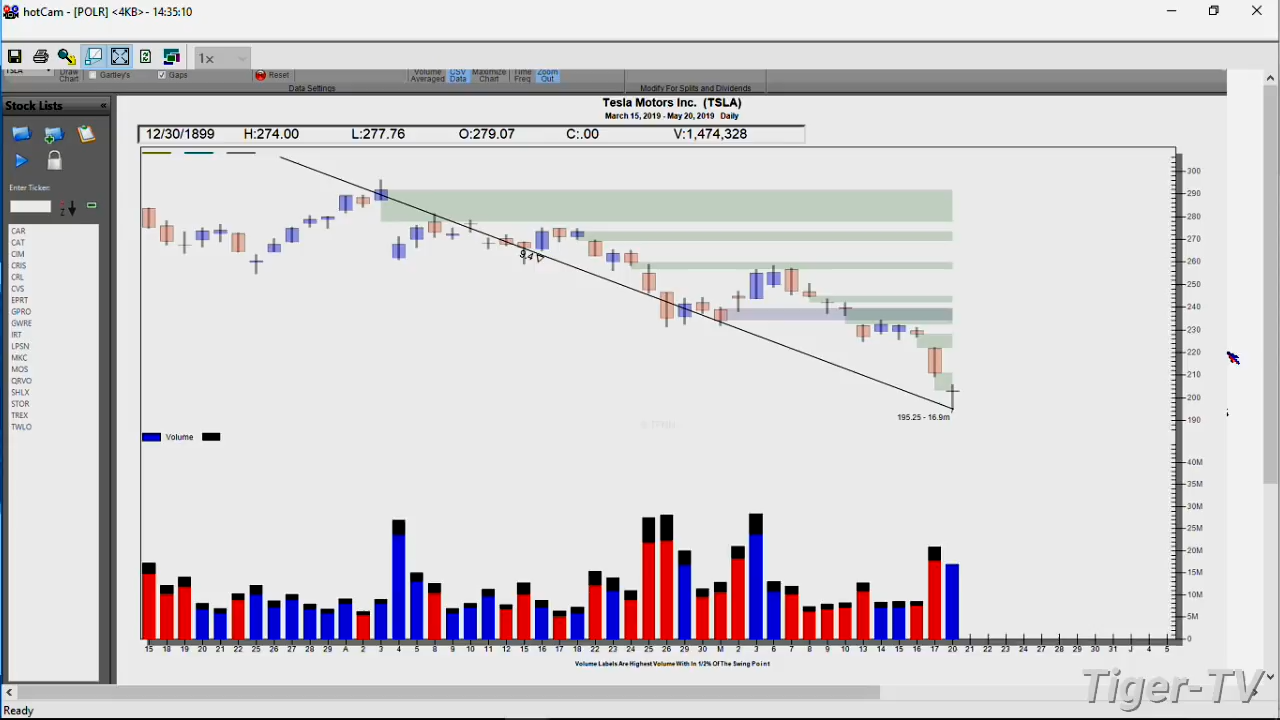 hotCam - [POLR] <4KB> - 14:35:10
1×
TSLA
Draw Chart
Gartley's
Gaps
Reset
Volume Averaged
CSV Data
Maximize Chart
Time Freq
Zoom Out
Data Settings
Modify For Splits and Dividends
Stock Lists
Tesla Motors Inc. (TSLA)
March 15, 2019 - May 20, 2019 Daily
12/30/1899 H:274.00 L:277.76 O:279.07 C:.00 V:1,474,328
Enter Ticker:
CAR
CAT
CIM
CRIS
CRL
CVS
EPRT
GPRO
GWRE
IRT
LPSN
MKC
MOS
QRVO
SHLX
STOR
TREX
TWLO
300
290
280
270
260
250
240
230
220
210
200
190
195.25 - 16.9m
Volume
40M
35M
30M
25M
20M
15M
10M
5M
0
15 18 19 20 21 22 25 26 27 28 29 A 2 3 4 5 8 9 10 11 12 15 16 17 18 22 23 24 25 26 29 30 M 2 3 6 7 8 9 10 13 14 15 16 17 20 21 22 23 24 27 28 29 30 31 J 4 5
Volume Labels Are Highest Volume With In 1/2% Of The Swing Point
Tiger-TV
Ready